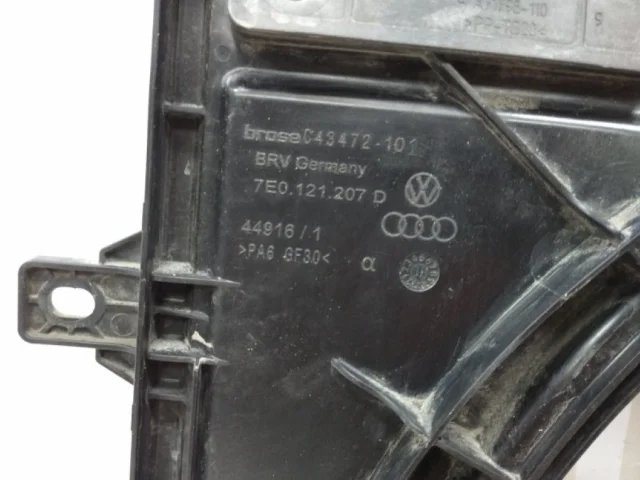 brose C43472-101
BRV Germany
7E0.121.207 D
44916/1
>PA6 GF30<
α